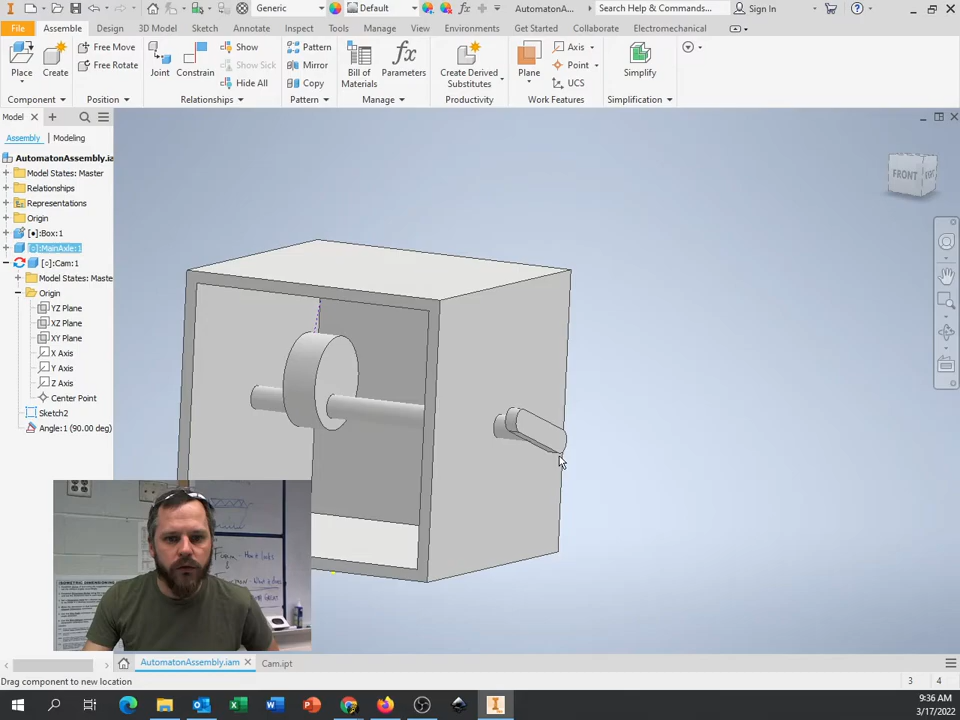 Generic
Default
AutomatonA...
Search Help & Commands...
Sign In
File
Assemble
Design
3D Model
Sketch
Annotate
Inspect
Tools
Manage
View
Environments
Get Started
Collaborate
Electromechanical
Place
Create
Free Move
Free Rotate
Joint
Constrain
Show
Show Sick
Hide All
Pattern
Mirror
Copy
Bill of
Materials
Parameters
Create Derived
Substitutes
Plane
Axis
Point
UCS
Simplify
Component
Position
Relationships
Pattern
Manage
Productivity
Work Features
Simplification
Model
Assembly
Modeling
AutomatonAssembly.ia
Model States: Master
Relationships
Representations
Origin
Box:1
MainAxle:1
Cam:1
Model States: Maste
Origin
YZ Plane
XZ Plane
XY Plane
X Axis
Y Axis
Z Axis
Center Point
Sketch2
Angle:1 (90.00 deg)
FRONT
AutomatonAssembly.iam
Cam.ipt
Drag component to new location
3
4
9:36 AM
3/17/2022